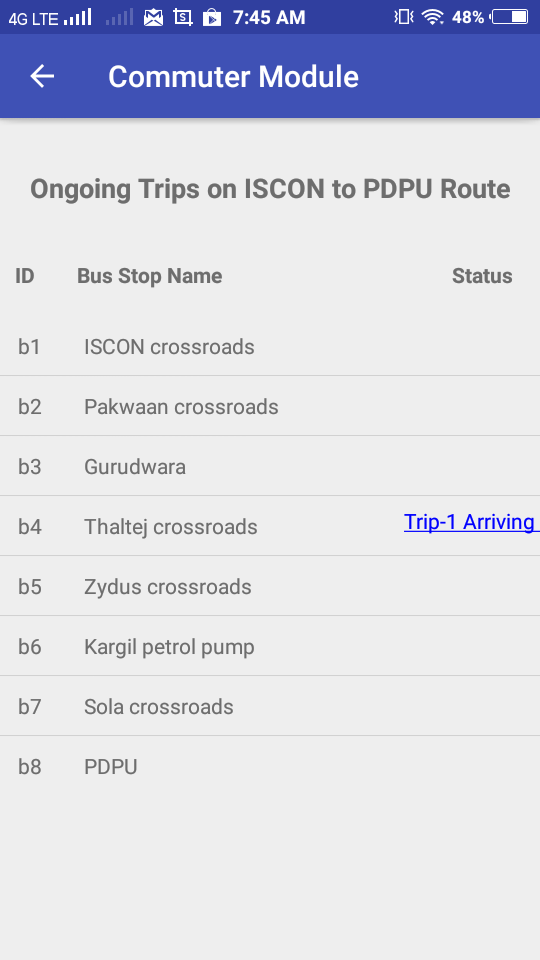 4G LTE 7:45 AM 48%
Commuter Module
Ongoing Trips on ISCON to PDPU Route
ID Bus Stop Name Status
b1 ISCON crossroads
b2 Pakwaan crossroads
b3 Gurudwara
b4 Thaltej crossroads Trip-1 Arriving
b5 Zydus crossroads
b6 Kargil petrol pump
b7 Sola crossroads
b8 PDPU